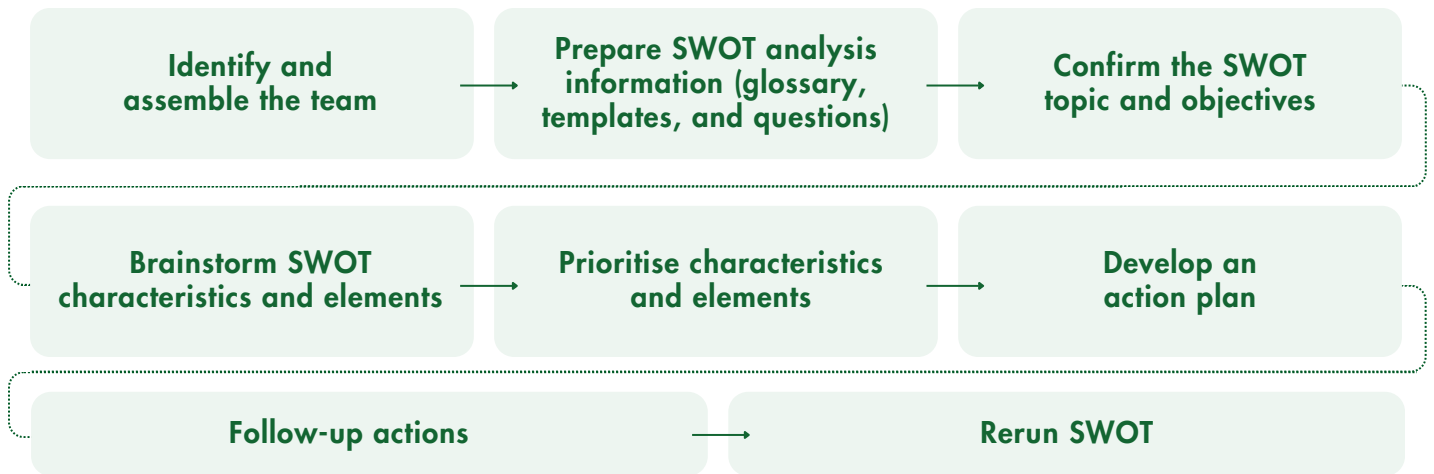 Identify and
assemble the team
Prepare SWOT analysis
information (glossary,
templates, and questions)
Confirm the SWOT
topic and objectives
Brainstorm SWOT
characteristics and elements
Prioritise characteristics
and elements
Develop an
action plan
Follow-up actions
Rerun SWOT